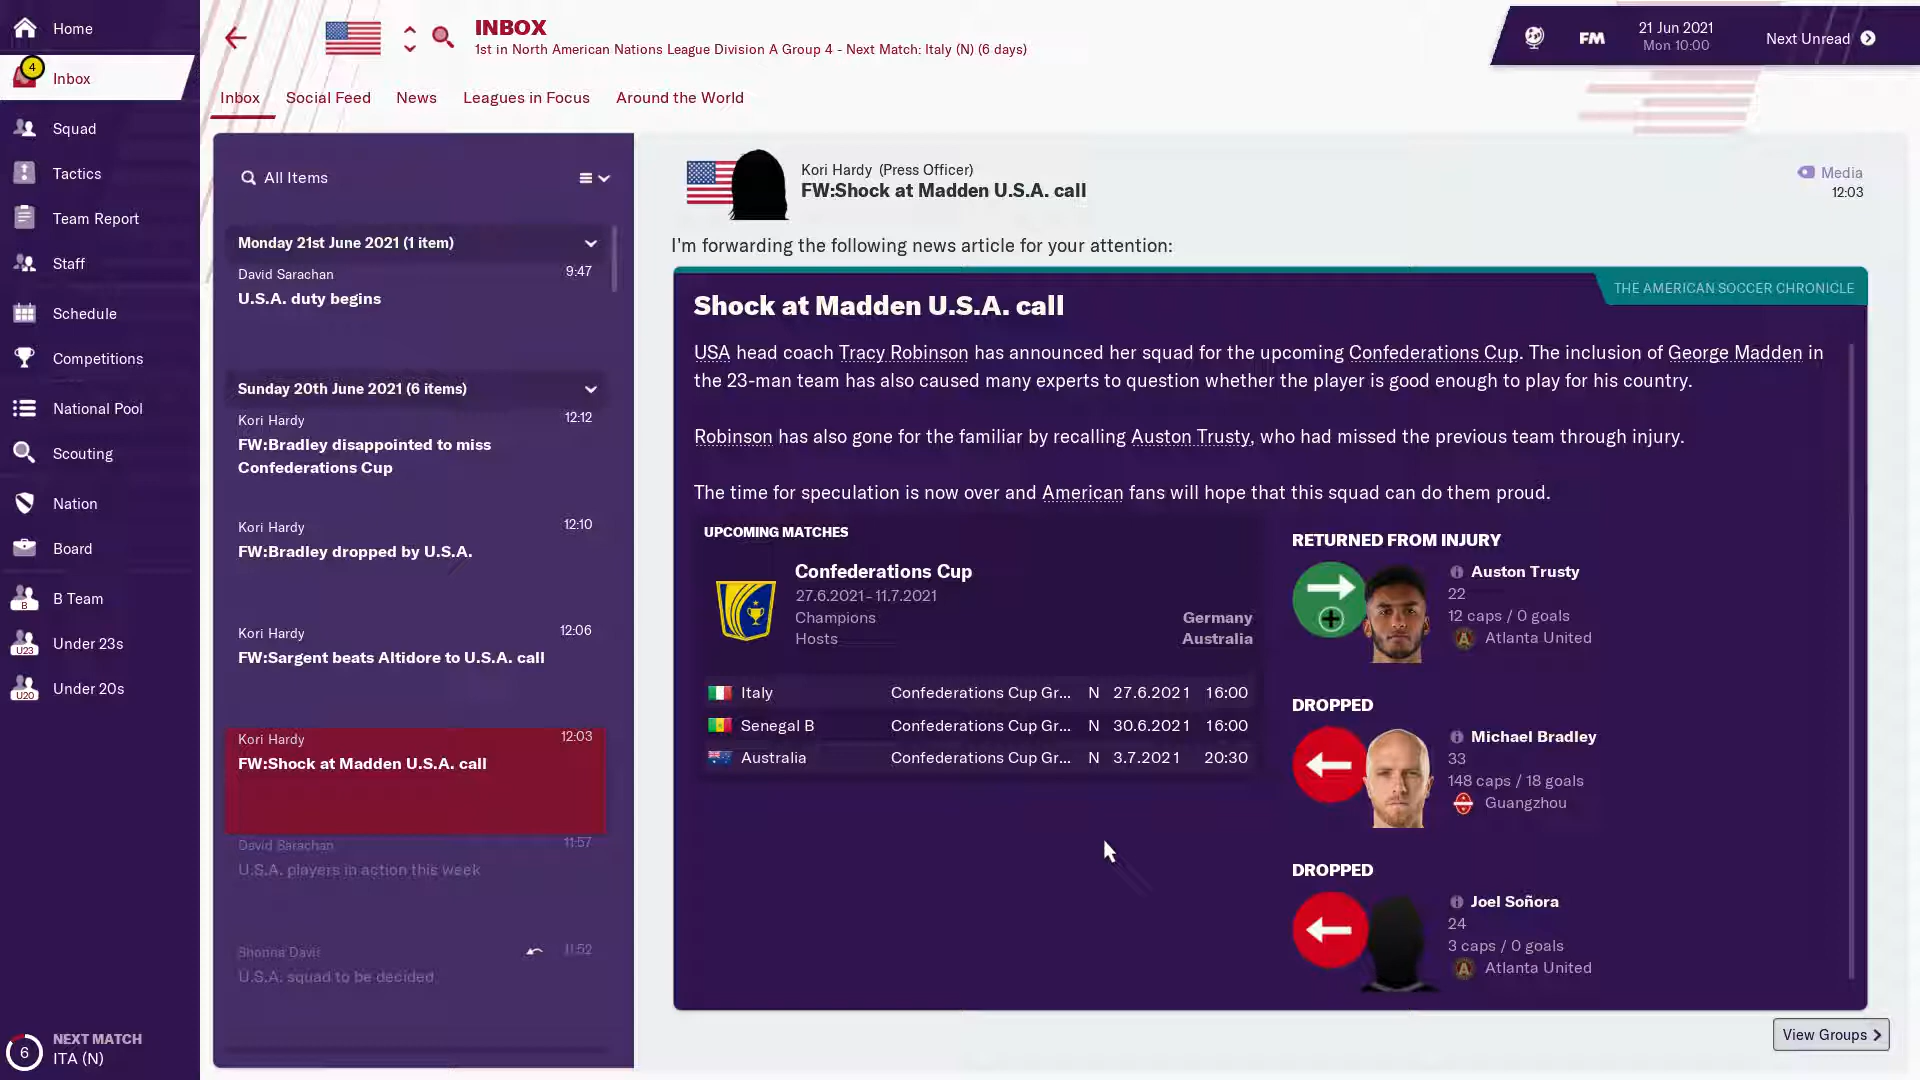 Home
4
Inbox
Squad
Tactics
Team Report
Staff
Schedule
Competitions
National Pool
Scouting
Nation
Board
B
B Team
U23
Under 23s
U20
Under 20s
6
NEXT MATCH
ITA (N)
INBOX
1st in North American Nations League Division A Group 4 - Next Match: Italy (N) (6 days)
FM
21 Jun 2021
Mon 10:00
Next Unread
Inbox
Social Feed
News
Leagues in Focus
Around the World
All Items
Monday 21st June 2021 (1 item)
David Sarachan
9:47
U.S.A. duty begins
Sunday 20th June 2021 (6 items)
Kori Hardy
12:12
FW:Bradley disappointed to miss
Confederations Cup
Kori Hardy
12:10
FW:Bradley dropped by U.S.A.
Kori Hardy
12:06
FW:Sargent beats Altidore to U.S.A. call
Kori Hardy
12:03
FW:Shock at Madden U.S.A. call
David Sarachan
11:57
U.S.A. players in action this week
Shonna Davis
11:52
U.S.A. squad to be decided
Kori Hardy (Press Officer)
FW:Shock at Madden U.S.A. call
Media
12:03
I'm forwarding the following news article for your attention:
THE AMERICAN SOCCER CHRONICLE
Shock at Madden U.S.A. call
USA head coach Tracy Robinson has announced her squad for the upcoming Confederations Cup. The inclusion of George Madden in
the 23-man team has also caused many experts to question whether the player is good enough to play for his country.
Robinson has also gone for the familiar by recalling Auston Trusty, who had missed the previous team through injury.
The time for speculation is now over and American fans will hope that this squad can do them proud.
UPCOMING MATCHES
Confederations Cup
27.6.2021 - 11.7.2021
Champions
Germany
Hosts
Australia
Italy Confederations Cup Gr... N 27.6.2021 16:00
Senegal B Confederations Cup Gr... N 30.6.2021 16:00
Australia Confederations Cup Gr... N 3.7.2021 20:30
RETURNED FROM INJURY
Auston Trusty
22
12 caps / 0 goals
Atlanta United
DROPPED
Michael Bradley
33
148 caps / 18 goals
Guangzhou
DROPPED
Joel Soñora
24
3 caps / 0 goals
Atlanta United
View Groups